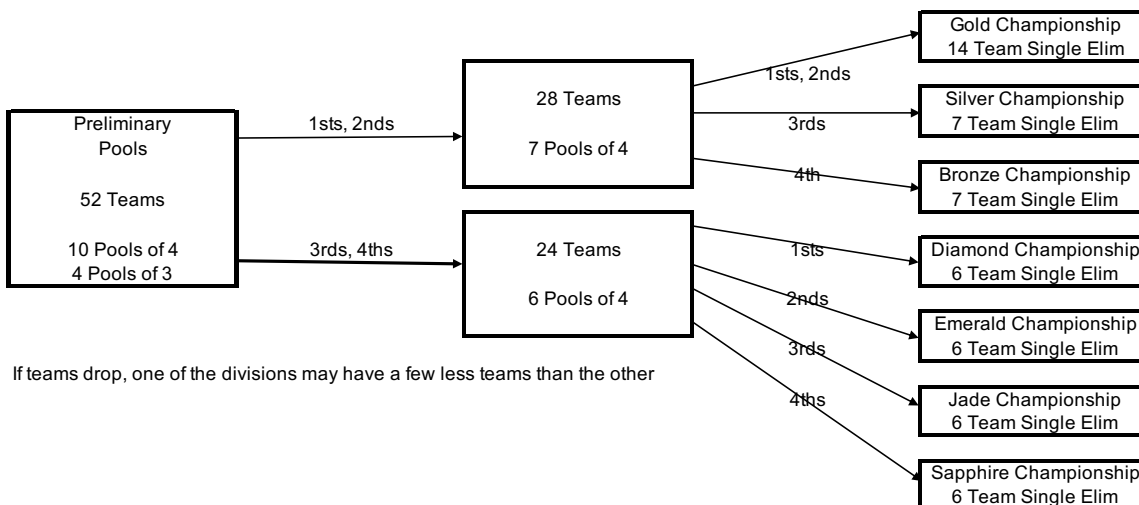 Preliminary
Pools
52 Teams
10 Pools of 4
4 Pools of 3
1sts, 2nds
3rds, 4ths
28 Teams
7 Pools of 4
24 Teams
6 Pools of 4
1sts, 2nds
3rds
4th
1sts
2nds
3rds
4ths
Gold Championship
14 Team Single Elim
Silver Championship
7 Team Single Elim
Bronze Championship
7 Team Single Elim
Diamond Championship
6 Team Single Elim
Emerald Championship
6 Team Single Elim
Jade Championship
6 Team Single Elim
Sapphire Championship
6 Team Single Elim
If teams drop, one of the divisions may have a few less teams than the other